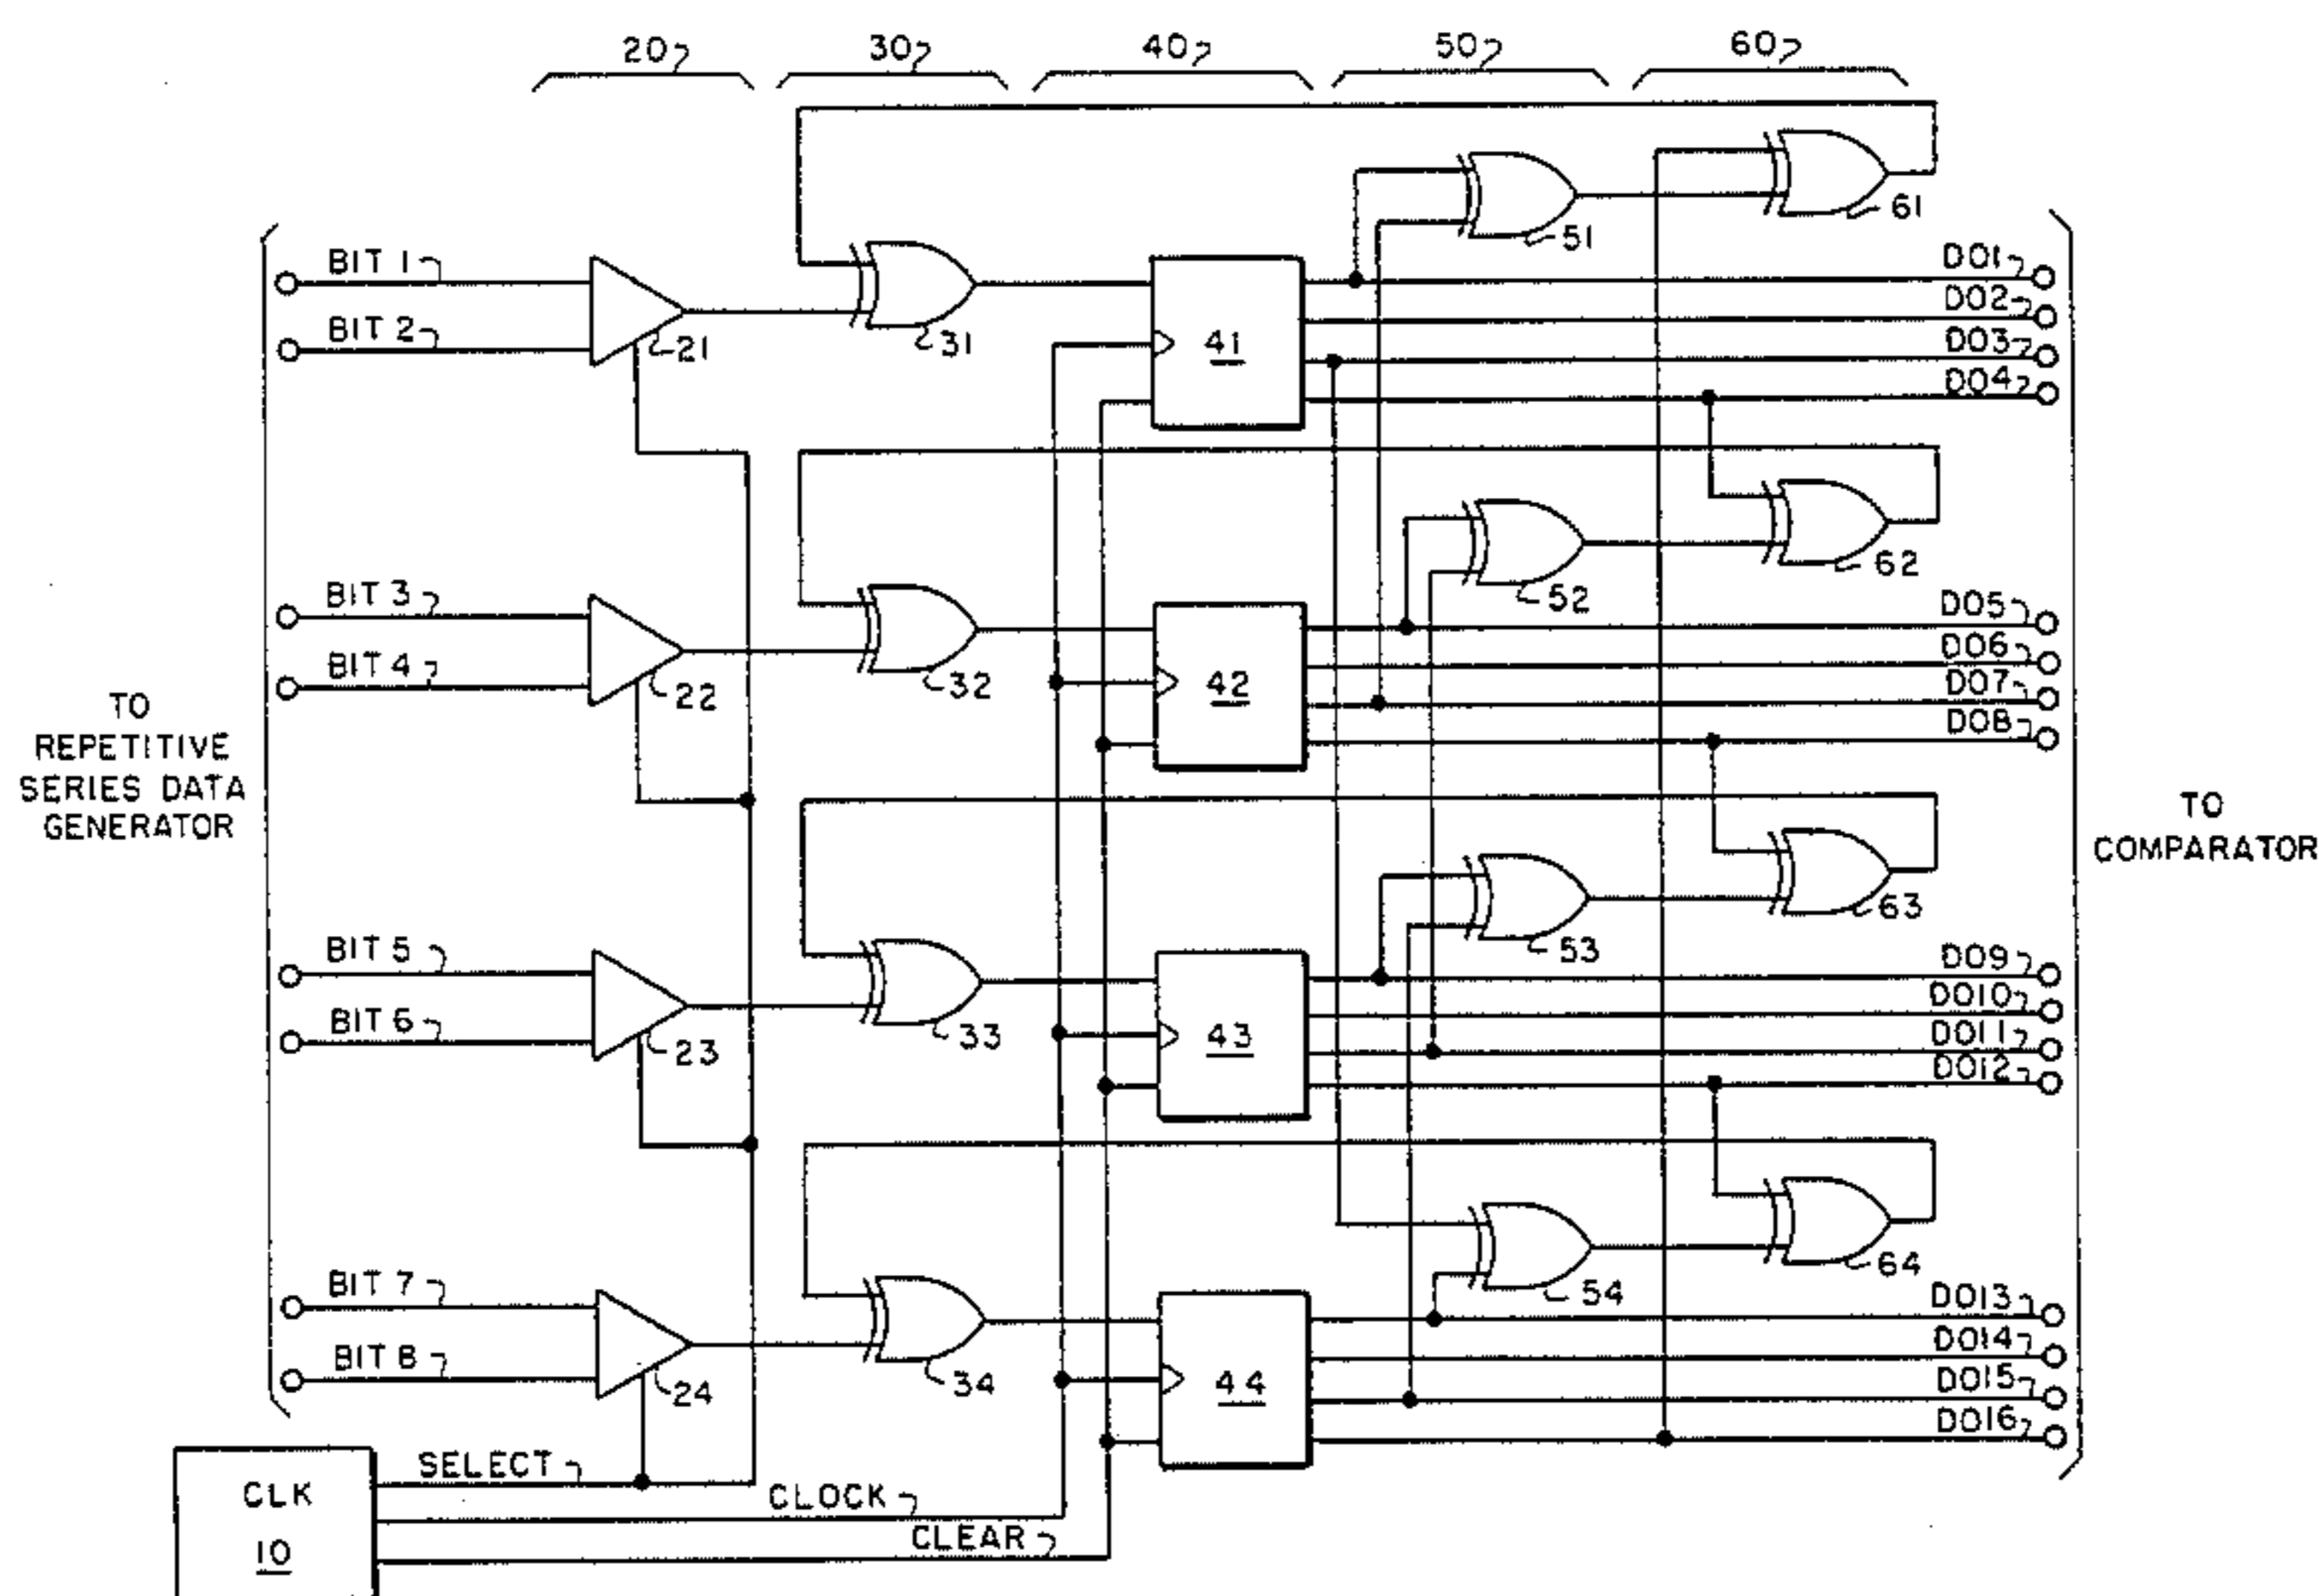 20 30 40 50 60
61
51
BIT 1
DO1
DO2
BIT 2
21
31
41
DO3
DO4
62
52
BIT 3
DO5
DO6
BIT 4
22
32
42
DO7
DO8
TO
REPETITIVE
SERIES DATA
GENERATOR
TO
COMPARATOR
63
53
BIT 5
DO9
DO10
BIT 6
23
33
43
DO11
DO12
64
54
BIT 7
DO13
DO14
BIT 8
24
34
44
DO15
DO16
SELECT
CLK
10
CLOCK
CLEAR